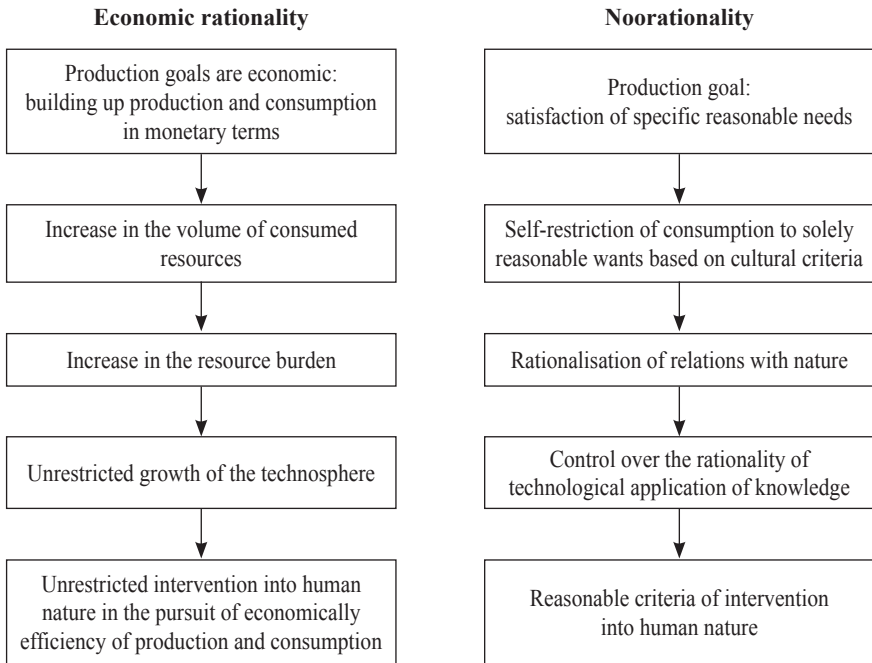 Economic rationality
Production goals are economic:
building up production and consumption
in monetary terms
Increase in the volume of consumed
resources
Increase in the resource burden
Unrestricted growth of the technosphere
Unrestricted intervention into human
nature in the pursuit of economically
efficiency of production and consumption
Noorationality
Production goal:
satisfaction of specific reasonable needs
Self-restriction of consumption to solely
reasonable wants based on cultural criteria
Rationalisation of relations with nature
Control over the rationality of
technological application of knowledge
Reasonable criteria of intervention
into human nature